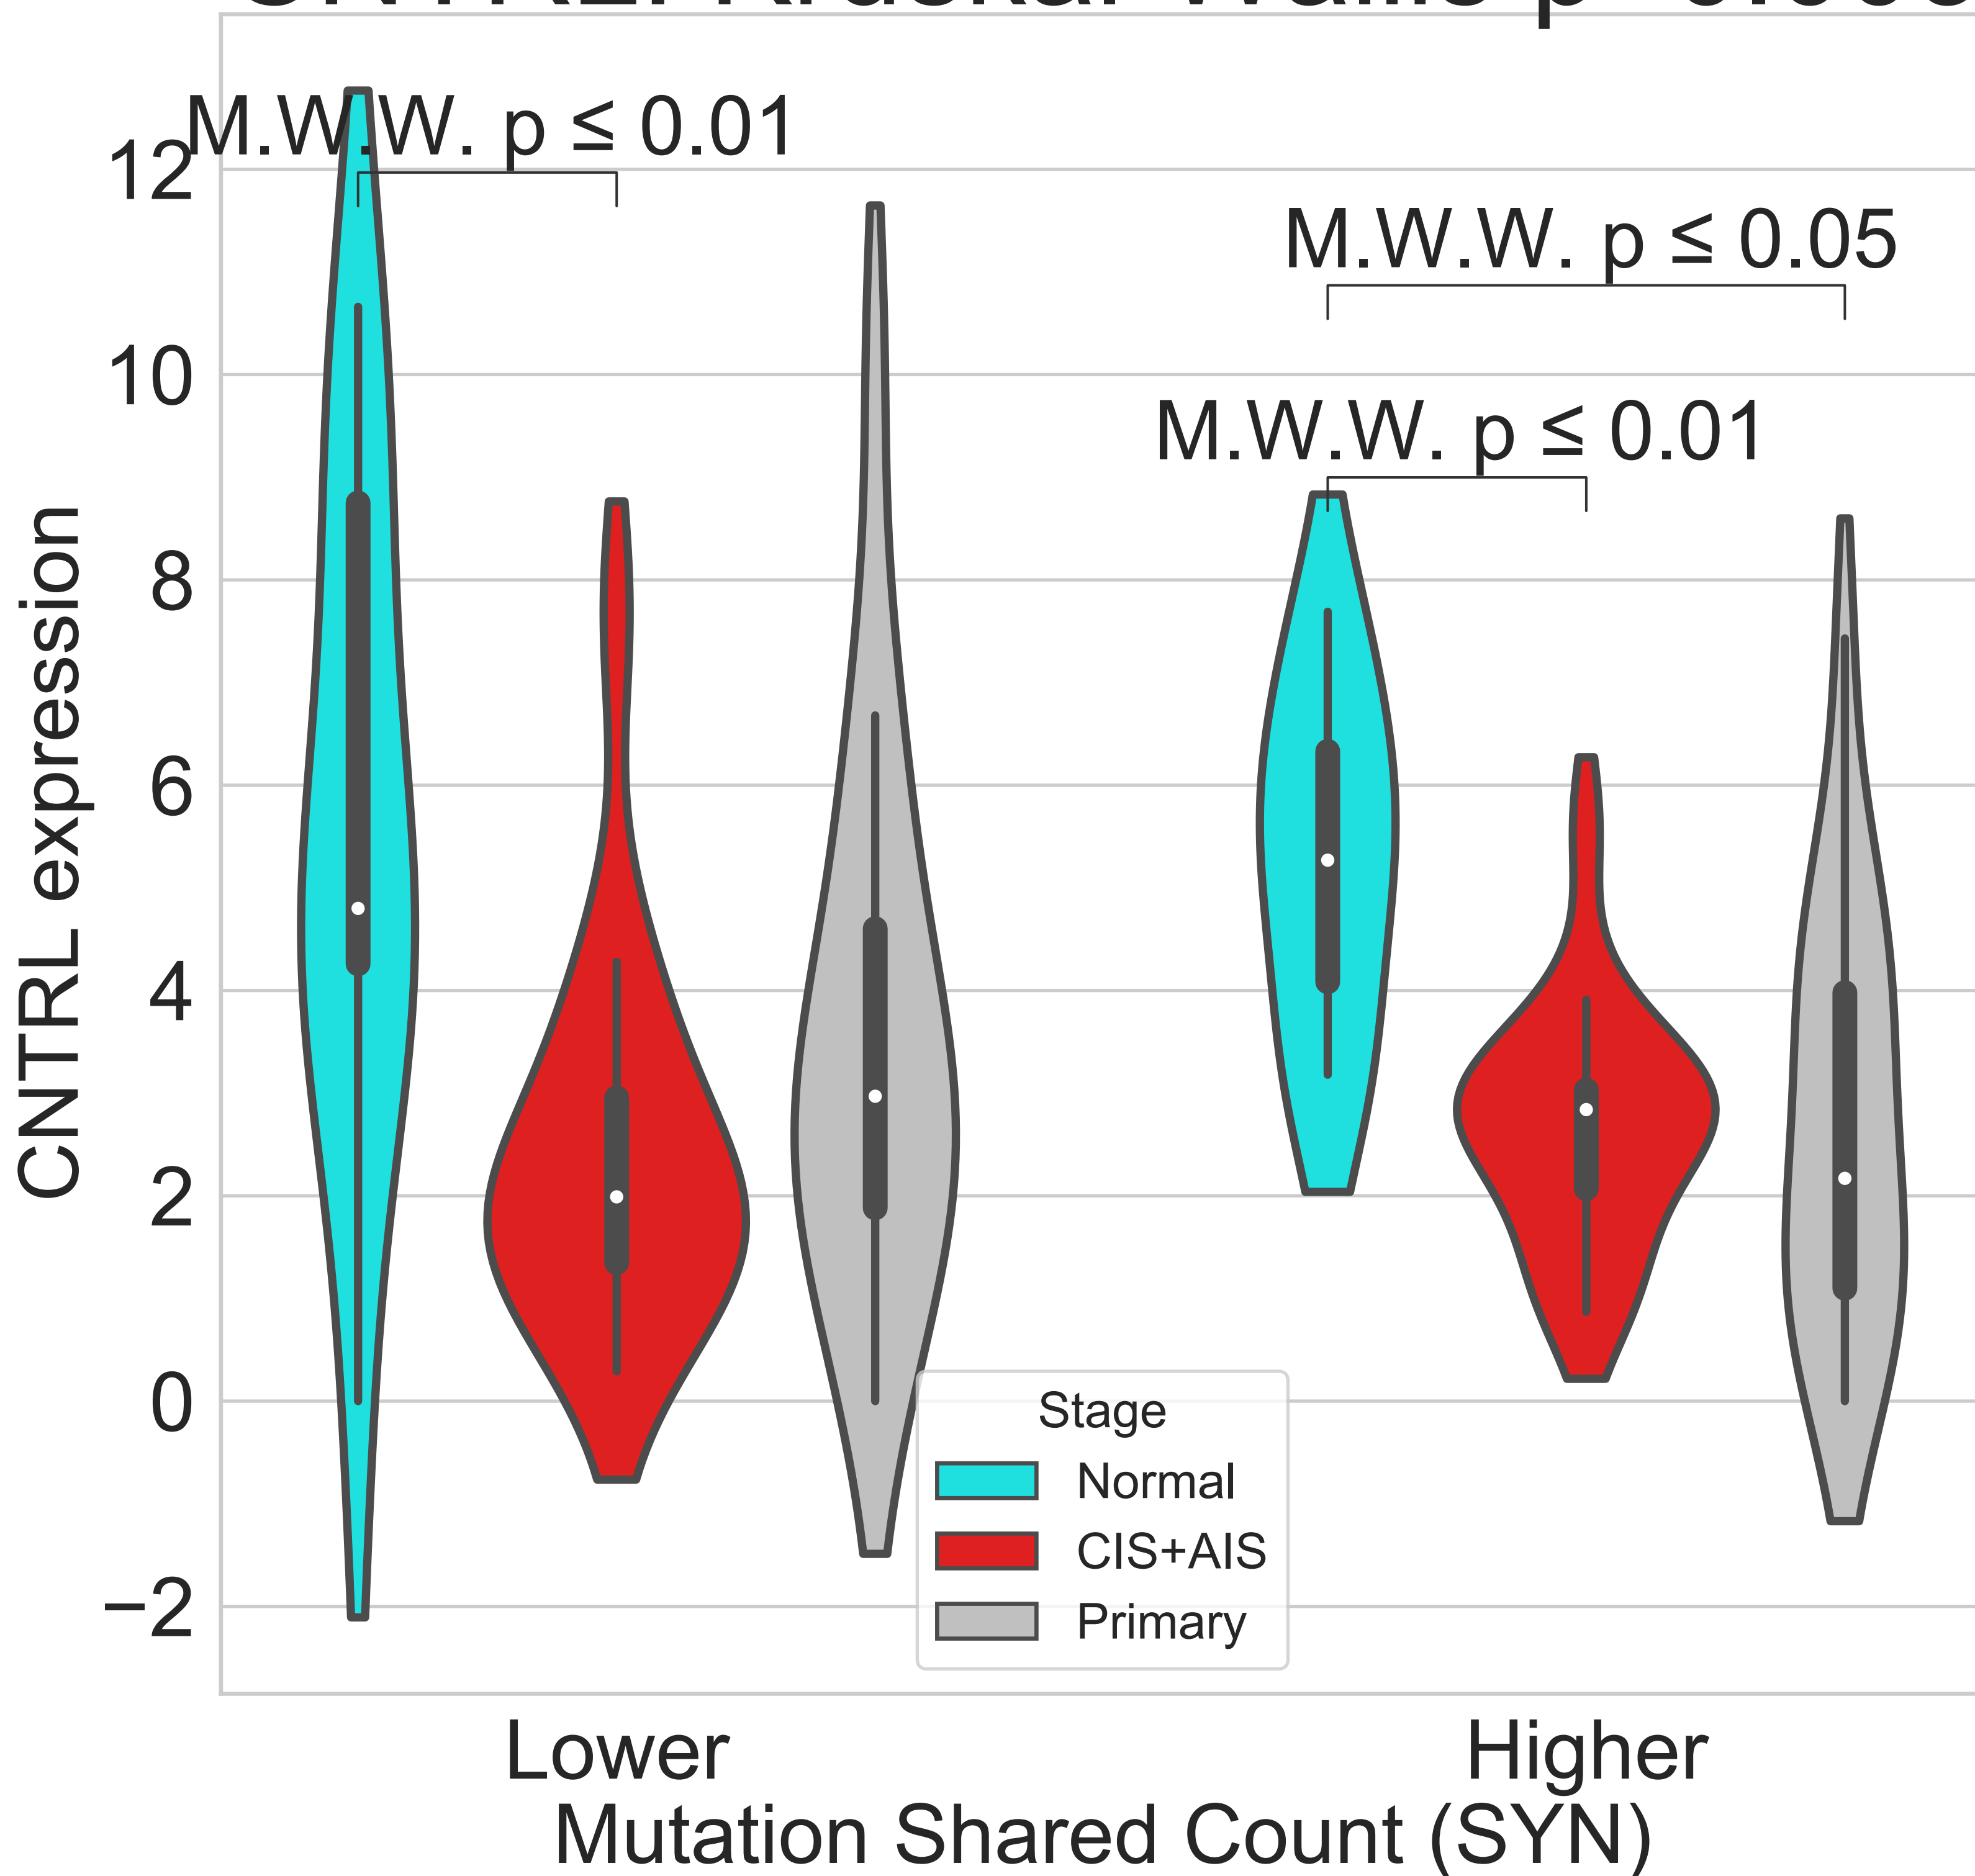 M.W.W. p ≤ 0.01
M.W.W. p ≤ 0.05
M.W.W. p ≤ 0.01
12
10
8
6
4
2
0
−2
CNTRL expression
Stage
Normal
CIS+AIS
Primary
Lower
Higher
Mutation Shared Count (SYN)